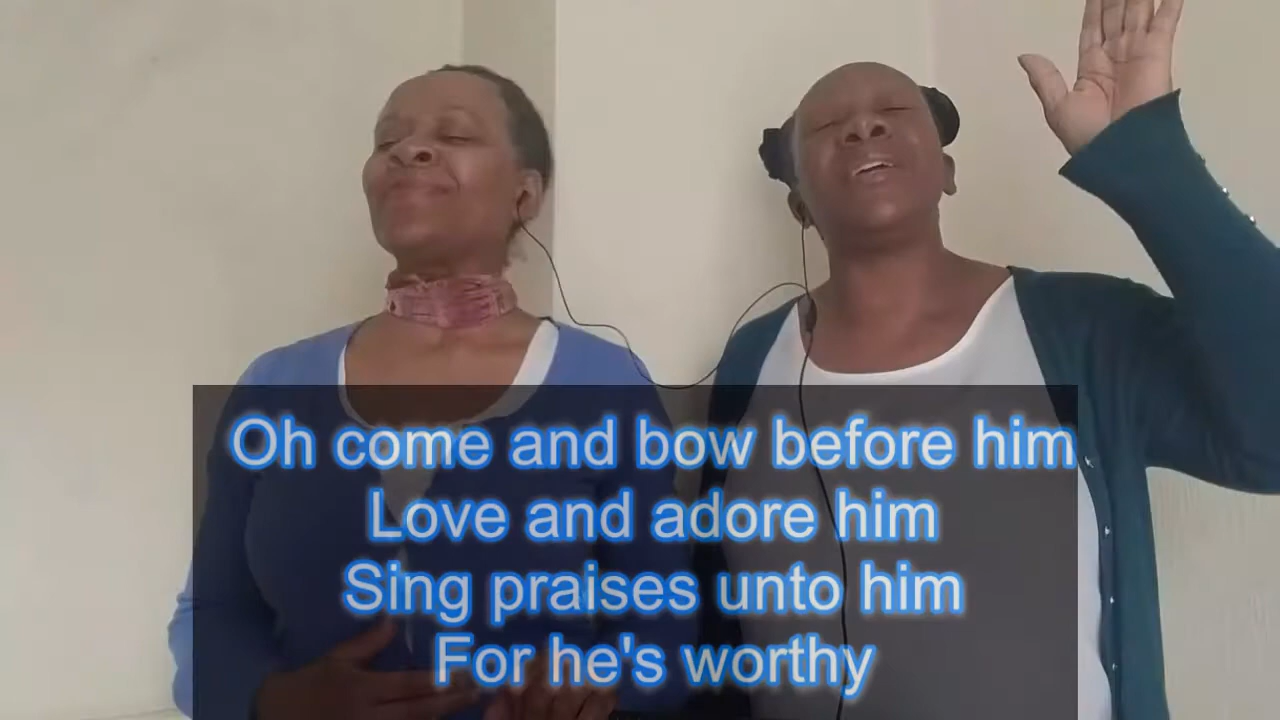 Oh come and bow before him
Love and adore him
Sing praises unto him
For he's worthy